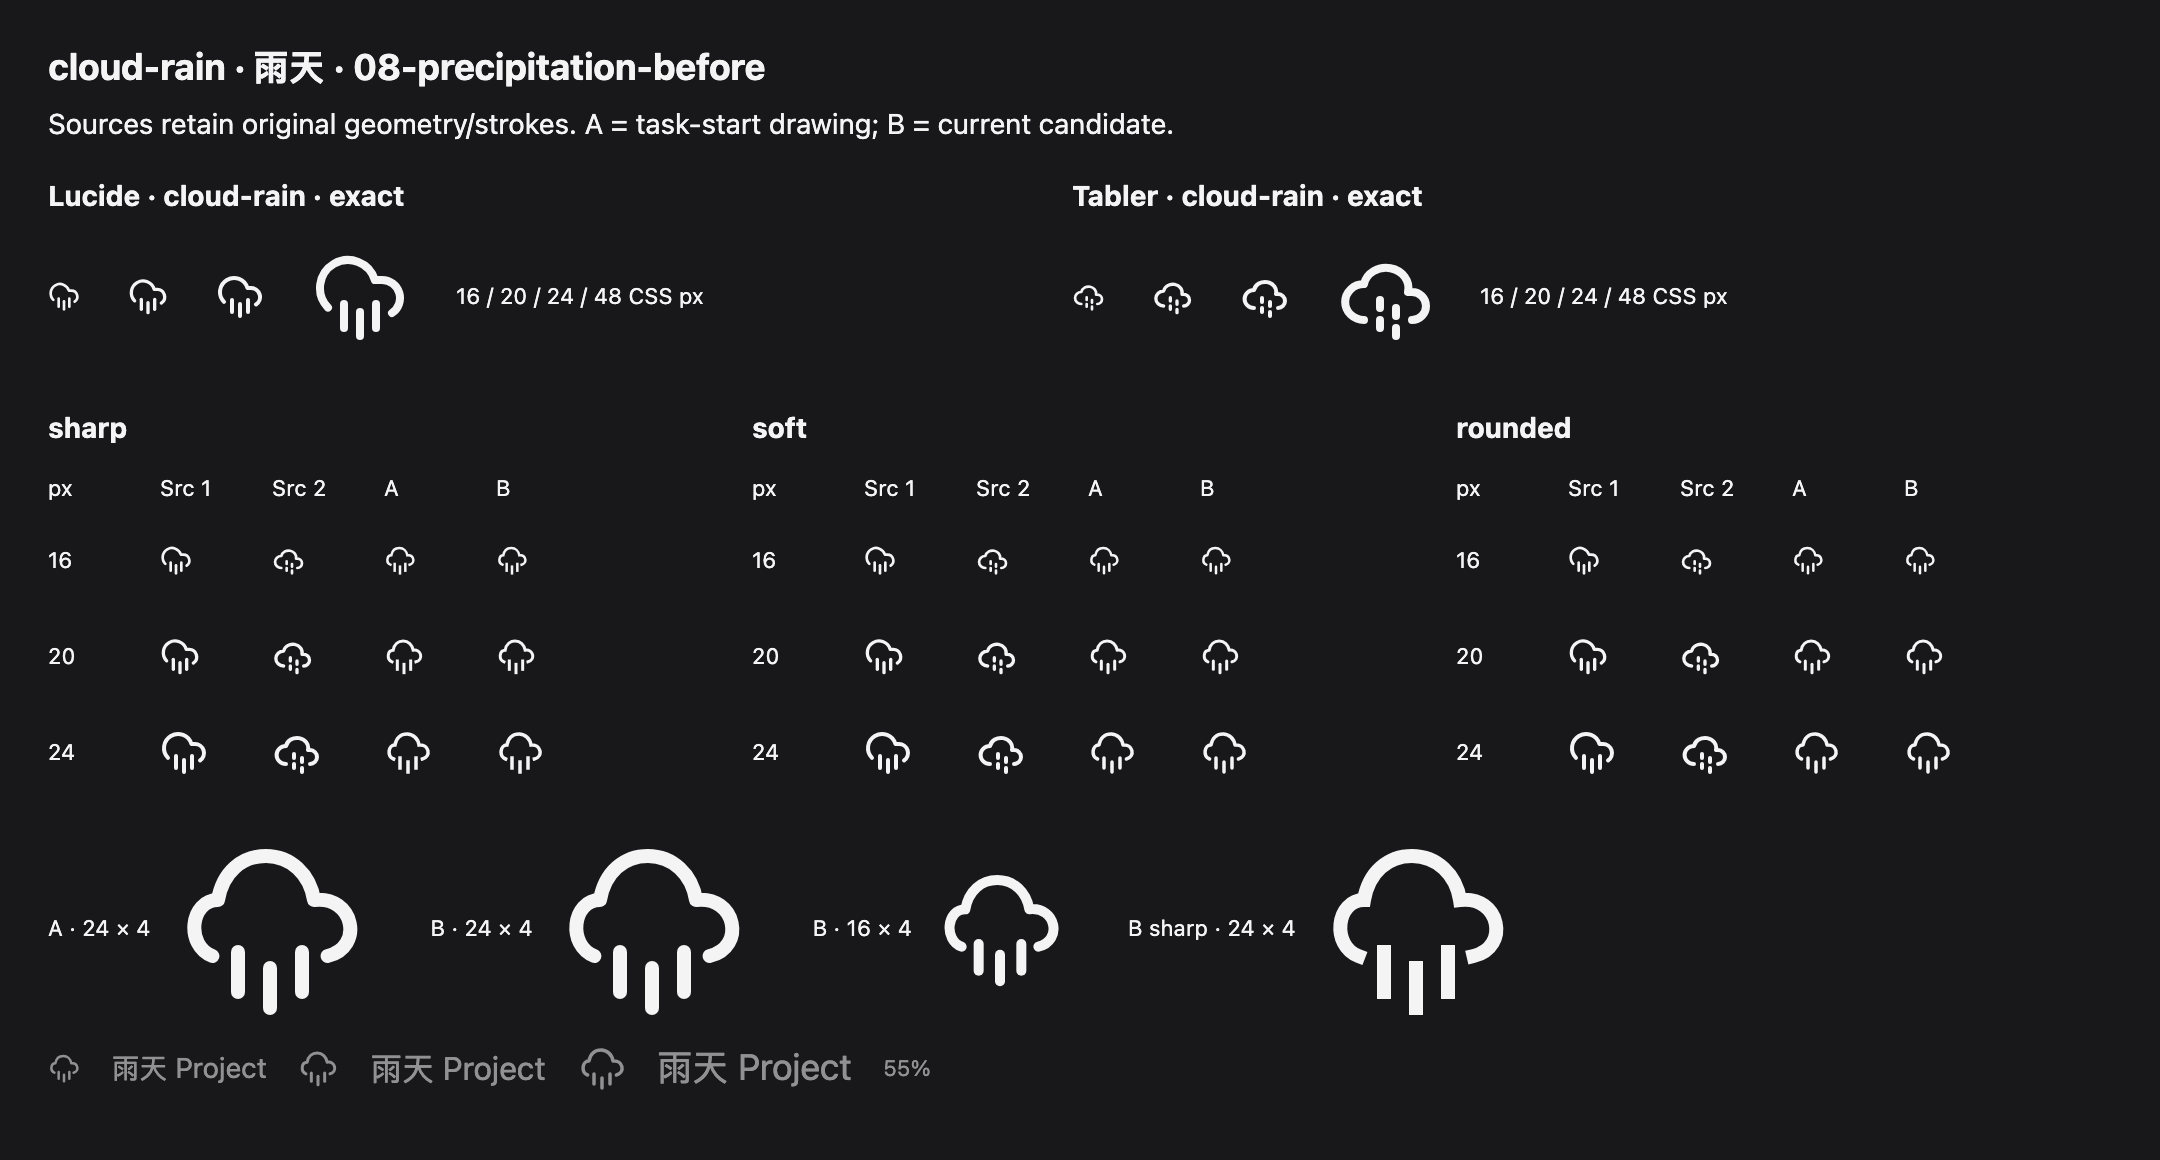 cloud-rain · 雨天 · 08-precipitation-before
Sources retain original geometry/strokes. A = task-start drawing; B = current candidate.
Lucide · cloud-rain · exact
16 / 20 / 24 / 48 CSS px
Tabler · cloud-rain · exact
16 / 20 / 24 / 48 CSS px
sharp
px Src 1 Src 2 A B
16
20
24
soft
px Src 1 Src 2 A B
16
20
24
rounded
px Src 1 Src 2 A B
16
20
24
A · 24 × 4
B · 24 × 4
B · 16 × 4
B sharp · 24 × 4
雨天 Project 雨天 Project 雨天 Project 55%